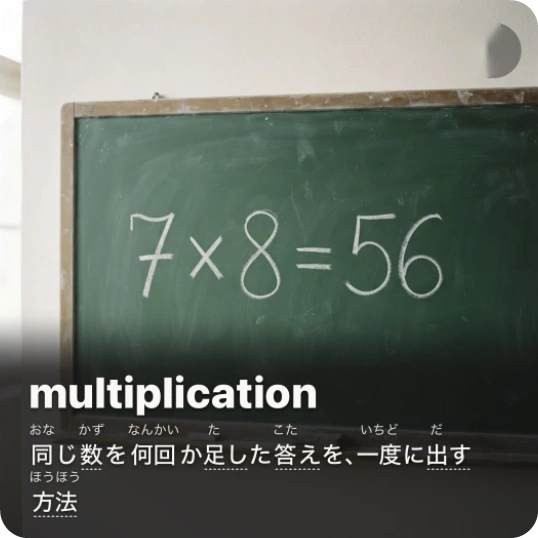 7×8=56
multiplication
おな かず なんかい た こた いちど だ
同じ数を何回か足した答えを、一度に出す
ほうほう
方法